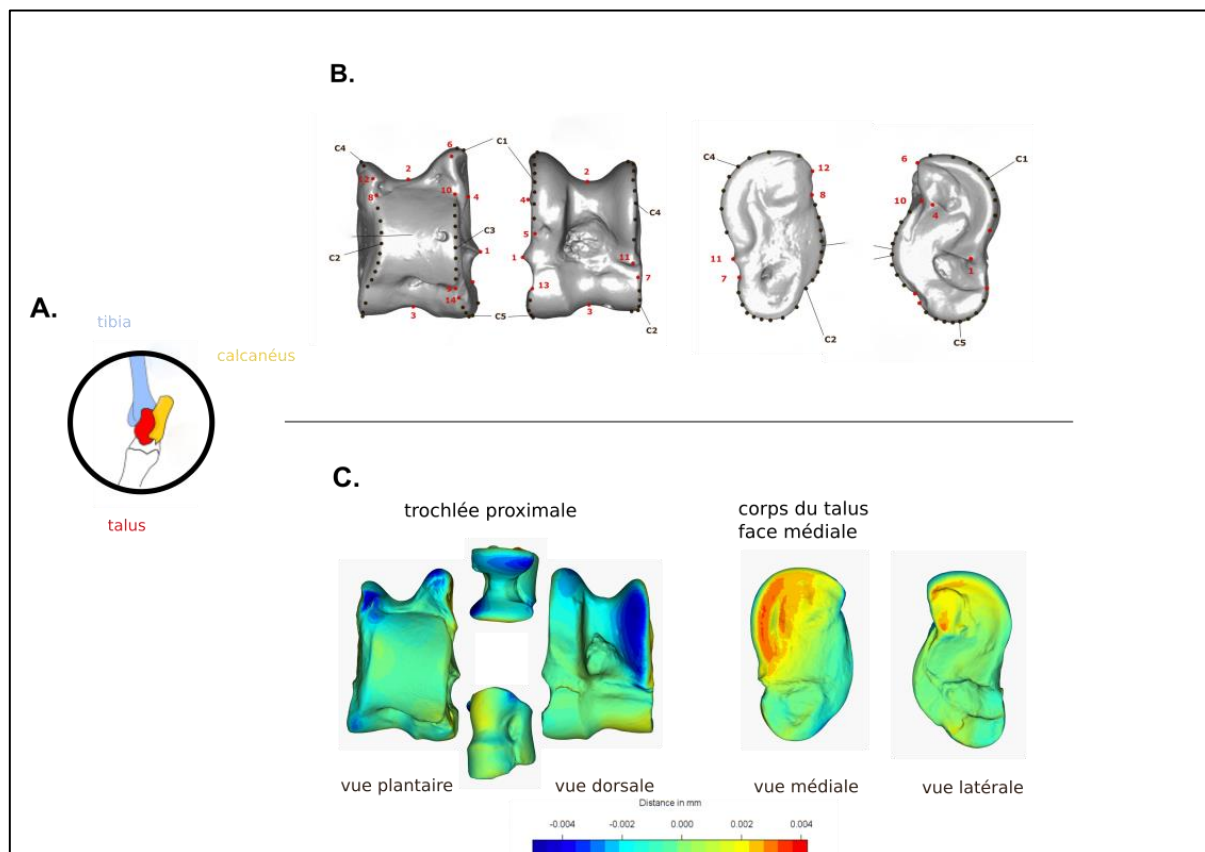 B.
C4
6
C1
2
12
8
10
4
C3
C2
1
9
14
3
C5
2
4
5
1
13
C4
11
7
3
C2
C4
12
8
11
7
C2
6
C1
10
4
1
C5
A.
tibia
calcanéus
talus
C.
trochlée proximale
corps du talus
face médiale
vue plantaire
vue dorsale
vue médiale
vue latérale
Distance in mm
-0.004
-0.002
0.000
0.002
0.004